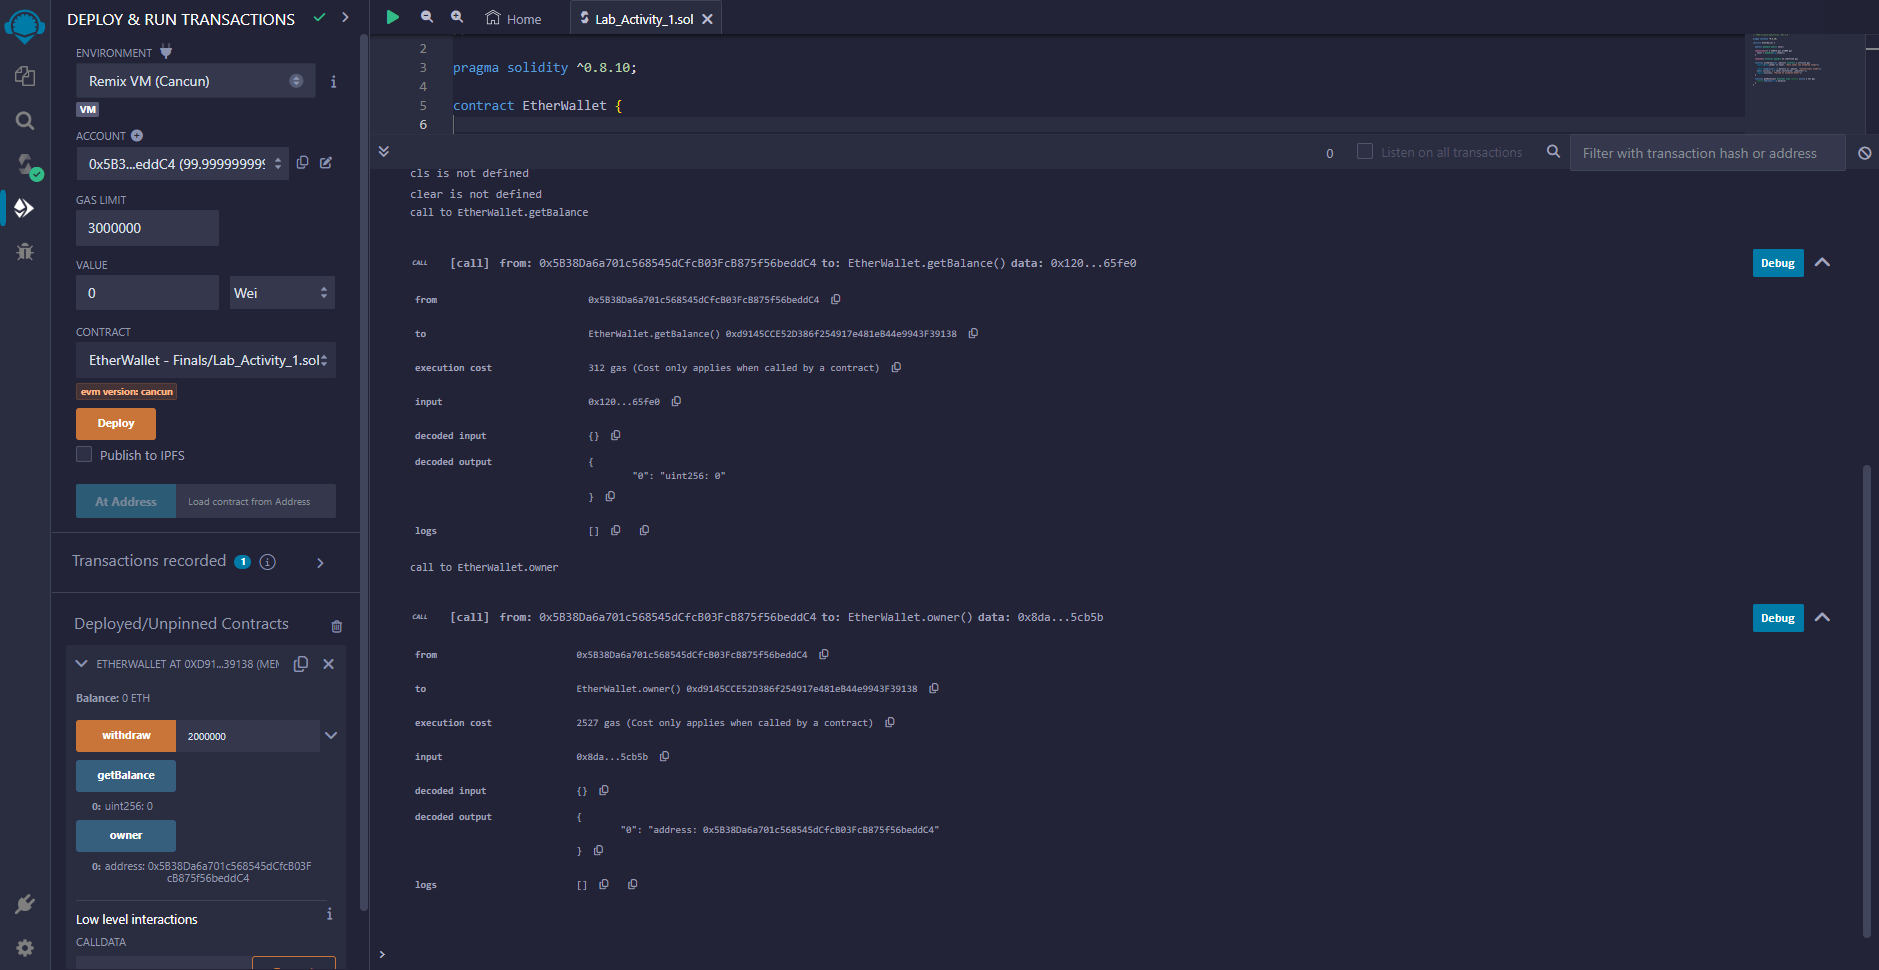 DEPLOY & RUN TRANSACTIONS
ENVIRONMENT
Remix VM (Cancun)
VM
ACCOUNT
0x5B3...eddC4 (99.9999999999
GAS LIMIT
3000000
VALUE
0
Wei
CONTRACT
EtherWallet - Finals/Lab_Activity_1.sol
evm version: cancun
Deploy
Publish to IPFS
At Address
Load contract from Address
Transactions recorded 1
Deployed/Unpinned Contracts
ETHERWALLET AT 0XD91...39138 (MEM
Balance: 0 ETH
withdraw
2000000
getBalance
0: uint256: 0
owner
0: address: 0x5B38Da6a701c568545dCfcB03F
cB875f56beddC4
Low level interactions
CALLDATA
Home
Lab_Activity_1.sol
2
3 pragma solidity ^0.8.10;
4
5 contract EtherWallet {
6
0
Listen on all transactions
Filter with transaction hash or address
cls is not defined
clear is not defined
call to EtherWallet.getBalance
CALL [call] from: 0x5B38Da6a701c568545dCfcB03FcB875f56beddC4 to: EtherWallet.getBalance() data: 0x120...65fe0
Debug
from 0x5B38Da6a701c568545dCfcB03FcB875f56beddC4
to EtherWallet.getBalance() 0xd9145CCE52D386f254917e481eB44e9943F39138
execution cost 312 gas (Cost only applies when called by a contract)
input 0x120...65fe0
decoded input {}
decoded output {
"0": "uint256: 0"
}
logs []
call to EtherWallet.owner
CALL [call] from: 0x5B38Da6a701c568545dCfcB03FcB875f56beddC4 to: EtherWallet.owner() data: 0x8da...5cb5b
Debug
from 0x5B38Da6a701c568545dCfcB03FcB875f56beddC4
to EtherWallet.owner() 0xd9145CCE52D386f254917e481eB44e9943F39138
execution cost 2527 gas (Cost only applies when called by a contract)
input 0x8da...5cb5b
decoded input {}
decoded output {
"0": "address: 0x5B38Da6a701c568545dCfcB03FcB875f56beddC4"
}
logs []
>